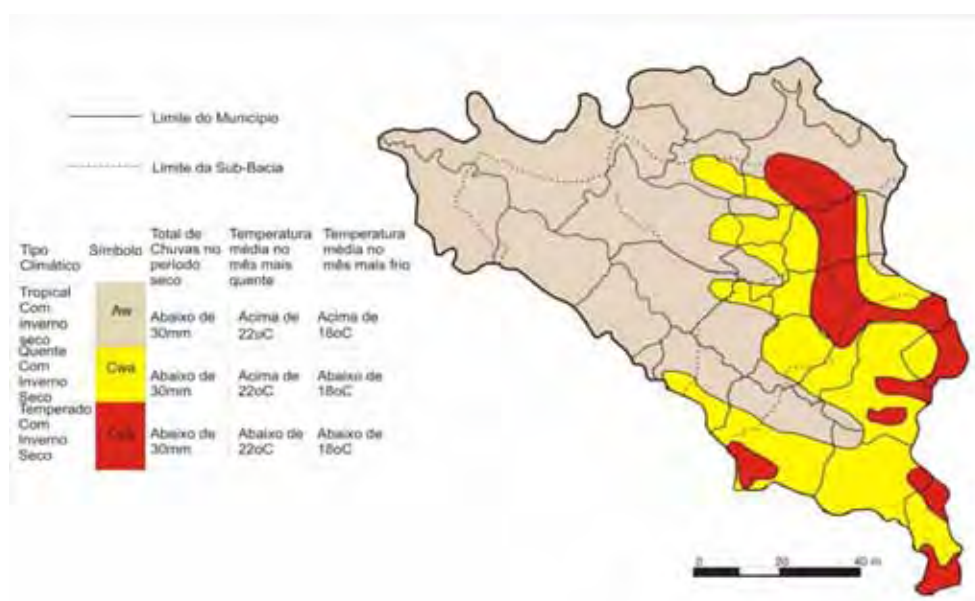 Limite do Município
Limite da Sub-Bacia
Tipo Climático
Símbolo
Total de Chuvas no período seco
Temperatura média no mês mais quente
Temperatura média no mês mais frio
Tropical Com Inverno seco
Aw
Abaixo de 30mm
Acima de 22oC
Acima de 18oC
Quente Com Inverno Seco
Cwa
Abaixo de 30mm
Acima de 22oC
Abaixo de 18oC
Temperado Com Inverno Seco
Abaixo de 30mm
Abaixo de 22oC
Abaixo de 18oC
0 20 40 m